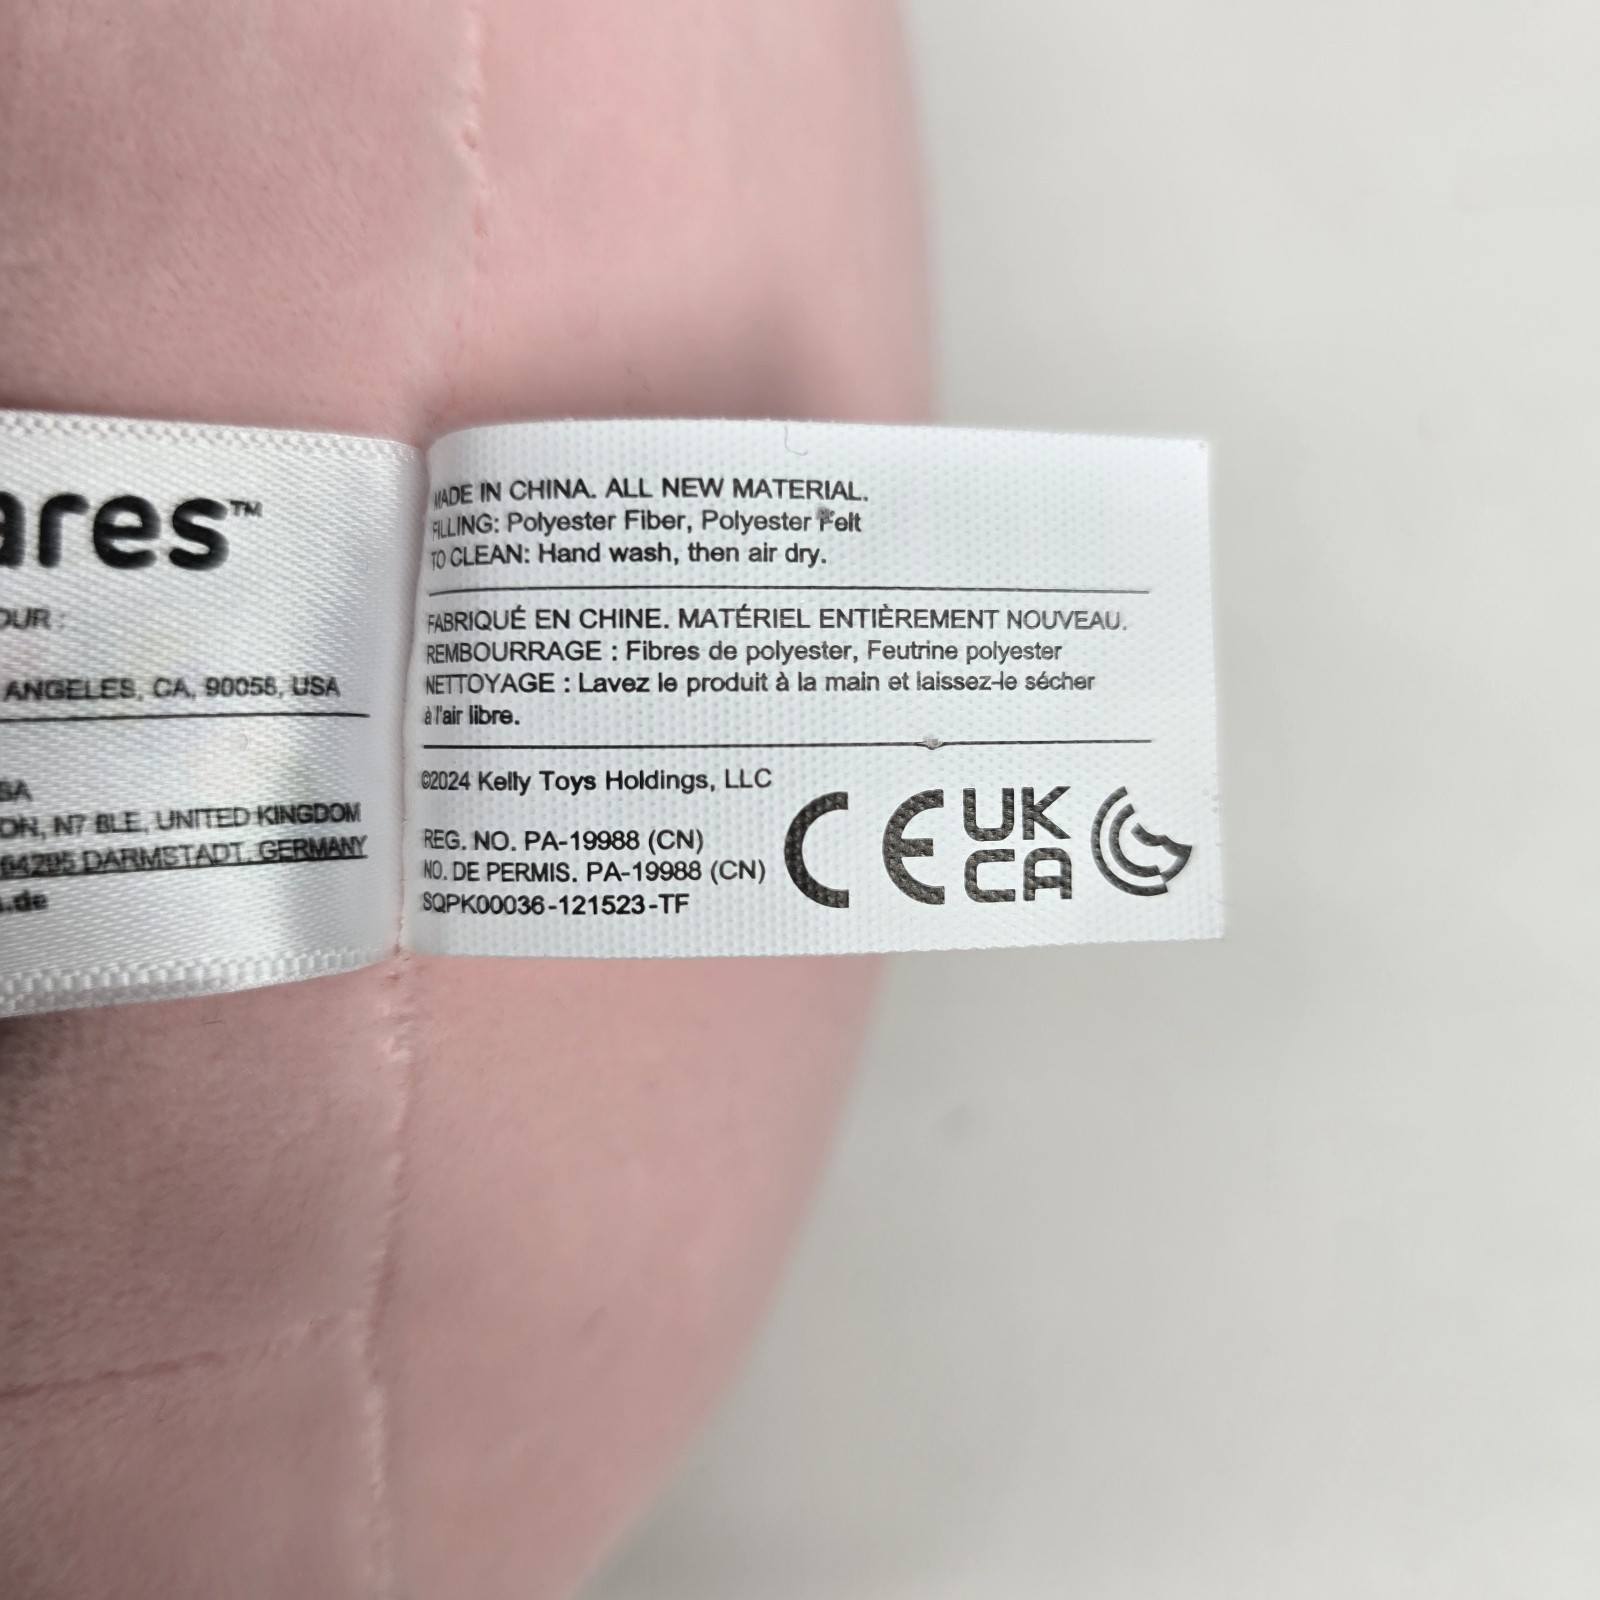 ares™
OUR :
ANGELES, CA, 90058, USA
SA
ON, N7 8LE, UNITED KINGDOM
64295 DARMSTADT, GERMANY
.de
MADE IN CHINA. ALL NEW MATERIAL.
FILLING: Polyester Fiber, Polyester Felt
TO CLEAN: Hand wash, then air dry.
FABRIQUÉ EN CHINE. MATÉRIEL ENTIÈREMENT NOUVEAU.
REMBOURRAGE : Fibres de polyester, Feutrine polyester
NETTOYAGE : Lavez le produit à la main et laissez-le sécher
à l'air libre.
©2024 Kelly Toys Holdings, LLC
REG. NO. PA-19988 (CN)
NO. DE PERMIS. PA-19988 (CN)
SQPK00036-121523-TF
CE
UK
CA